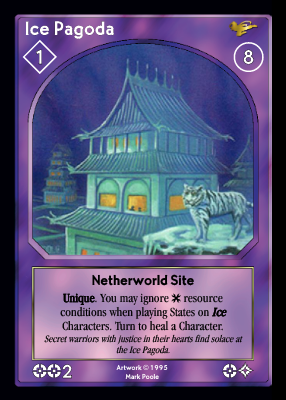 Ice Pagoda
1
8
Netherworld Site
Unique. You may ignore ✖ resource
conditions when playing States on Ice
Characters. Turn to heal a Character.
Secret warriors with justice in their hearts find solace at
the Ice Pagoda.
2
Artwork © 1995
Mark Poole